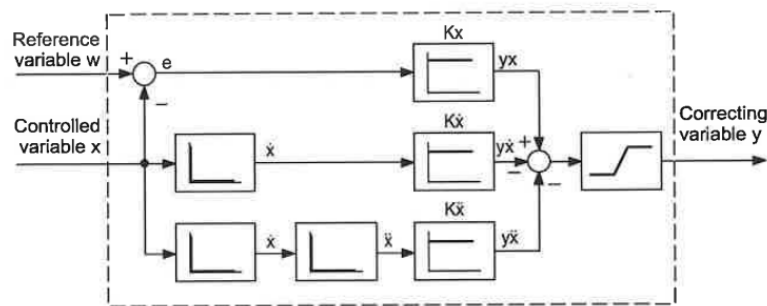 Reference
variable w
+
e
−
Kx
yx
Controlled
variable x
ẋ
Kẋ
yẋ
+
−
−
Correcting
variable y
ẋ
ẍ
Kẍ
yẍ